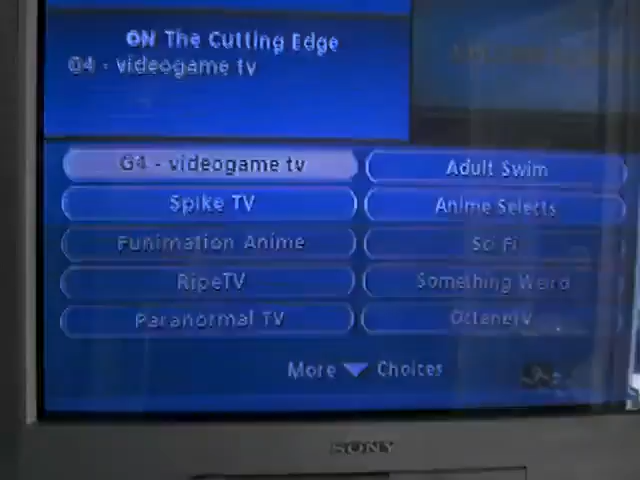 ON The Cutting Edge
G4 - videogame tv
G4 - videogame tv
Adult Swim
Spike TV
Anime Selects
Funimation Anime
Sci Fi
RipeTV
Something Weird
Paranormal TV
OctaneTV
More Choices
SONY